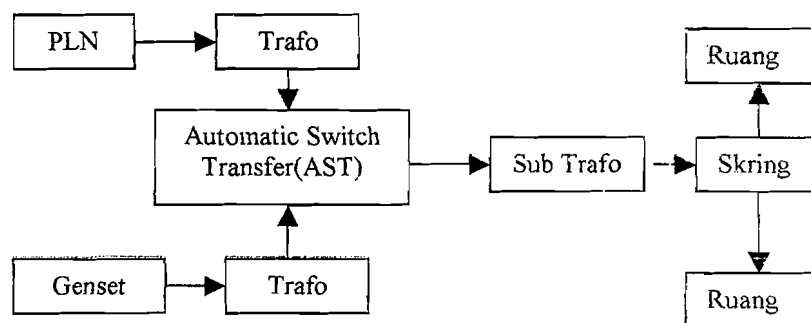 PLN
Trafo
Ruang
Automatic Switch
Transfer(AST)
Sub Trafo
Skring
Genset
Trafo
Ruang